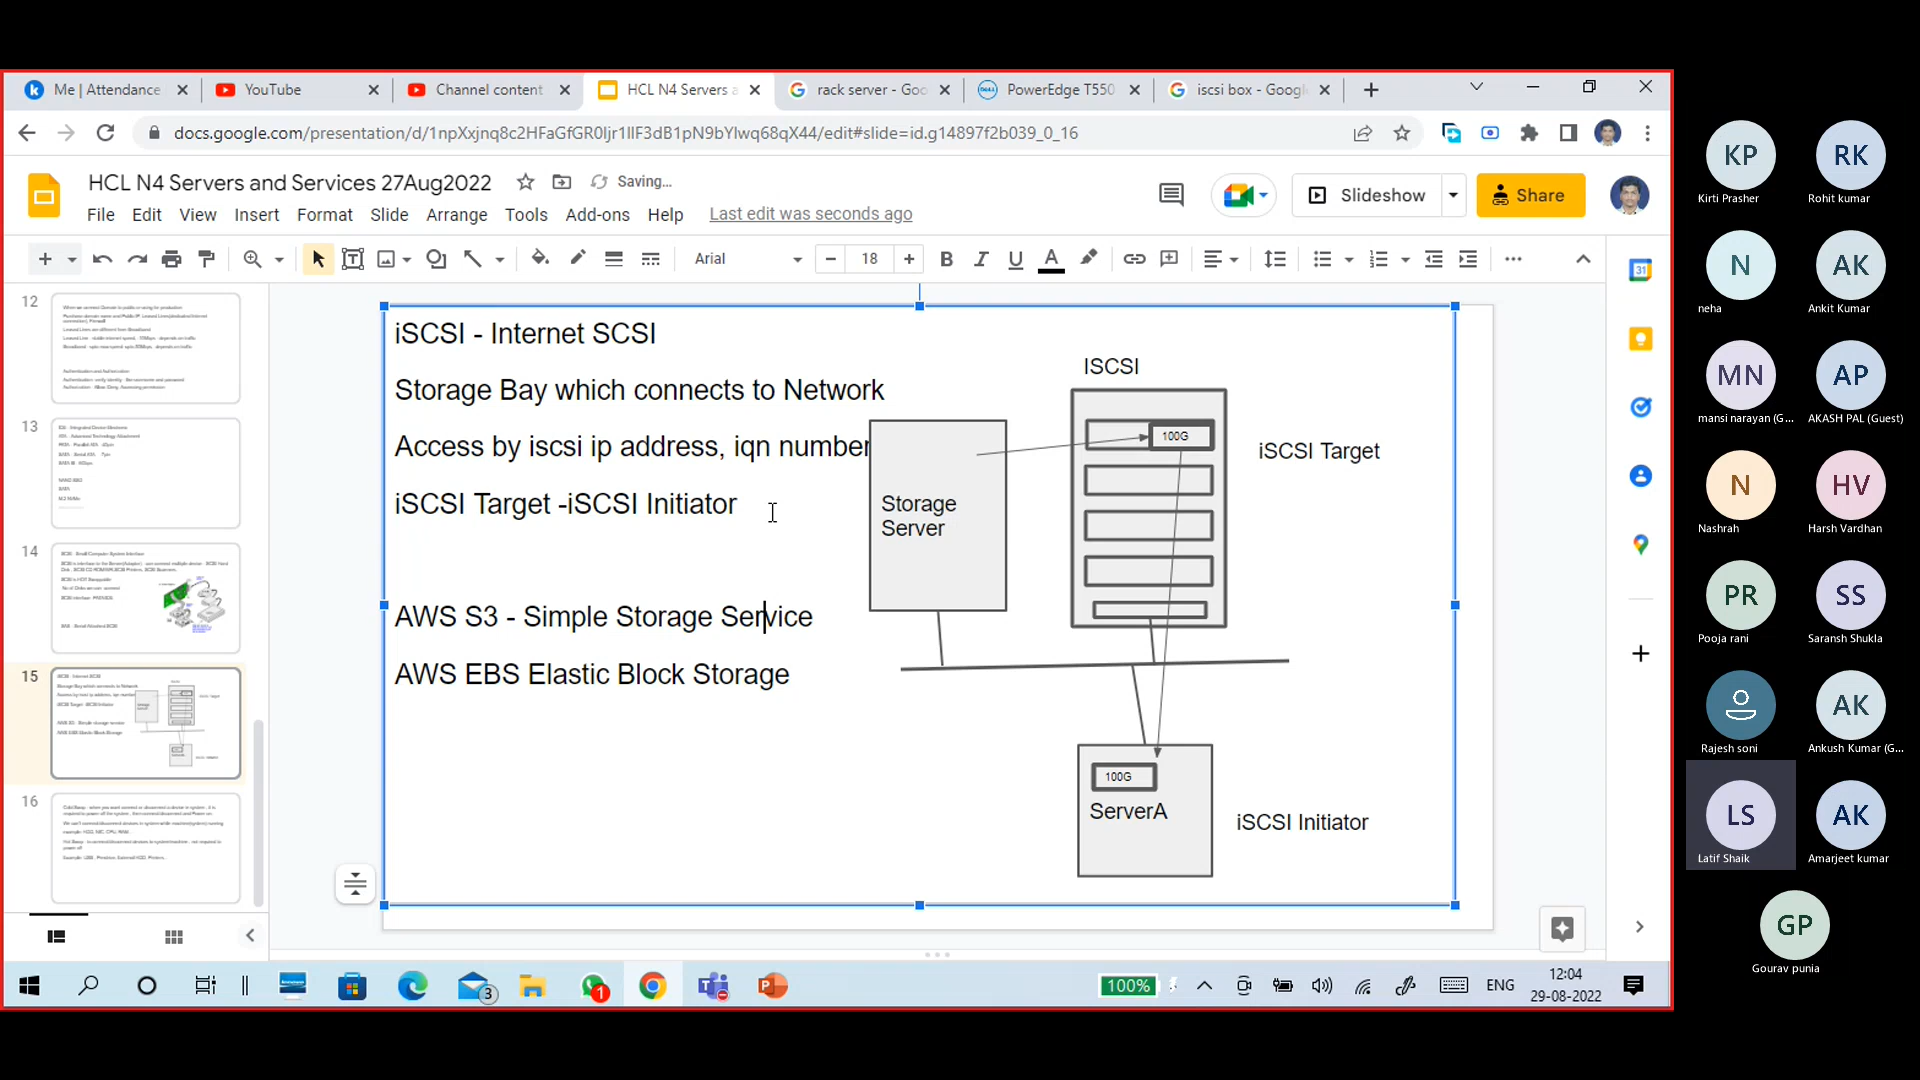 Me | Attendance
YouTube
Channel content
HCL N4 Servers a
rack server - Goo
PowerEdge T550
iscsi box - Google
docs.google.com/presentation/d/1npXxjnq8c2HFaGfGR0Ijr1IIF3dB1pN9bYlwq68qX44/edit#slide=id.g14897f2b039_0_16
HCL N4 Servers and Services 27Aug2022
Saving...
File Edit View Insert Format Slide Arrange Tools Add-ons Help
Last edit was seconds ago
Slideshow
Share
Arial
18
12
13
14
15
16
iSCSI - Internet SCSI
Storage Bay which connects to Network
Access by iscsi ip address, iqn number
iSCSI Target -iSCSI Initiator
AWS S3 - Simple Storage Service
AWS EBS Elastic Block Storage
ISCSI
100G
iSCSI Target
Storage
Server
100G
ServerA
iSCSI Initiator
31
KP
Kirti Prasher
RK
Rohit kumar
N
neha
AK
Ankit Kumar
MN
mansi narayan (G...
AP
AKASH PAL (Guest)
N
Nashrah
HV
Harsh Vardhan
PR
Pooja rani
SS
Saransh Shukla
Rajesh soni
AK
Ankush Kumar (G...
LS
Latif Shaik
AK
Amarjeet kumar
GP
Gourav punia
3
1
100%
ENG
12:04
29-08-2022